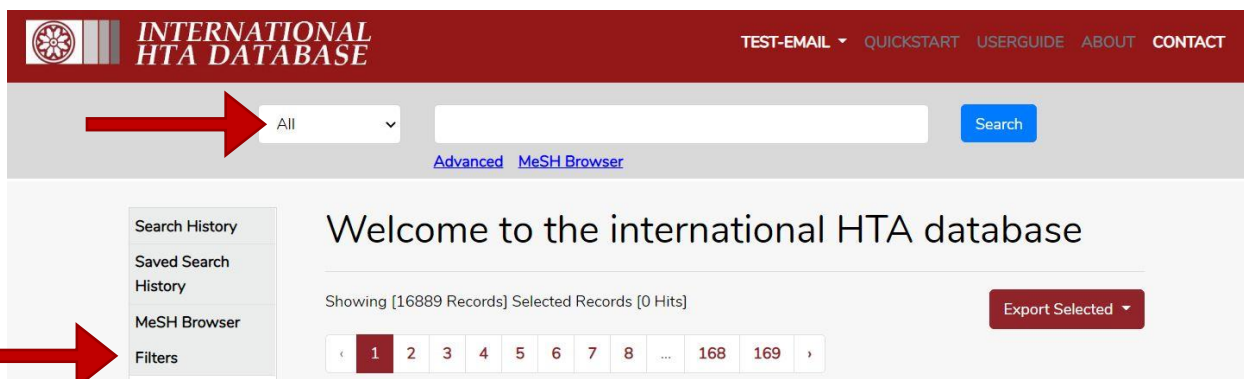 INTERNATIONAL
HTA DATABASE
TEST-EMAIL QUICKSTART USERGUIDE ABOUT CONTACT
All
Search
Advanced MeSH Browser
Search History
Saved Search
History
MeSH Browser
Filters
Welcome to the international HTA database
Showing [16889 Records] Selected Records [0 Hits]
Export Selected
‹ 1 2 3 4 5 6 7 8 ... 168 169 ›